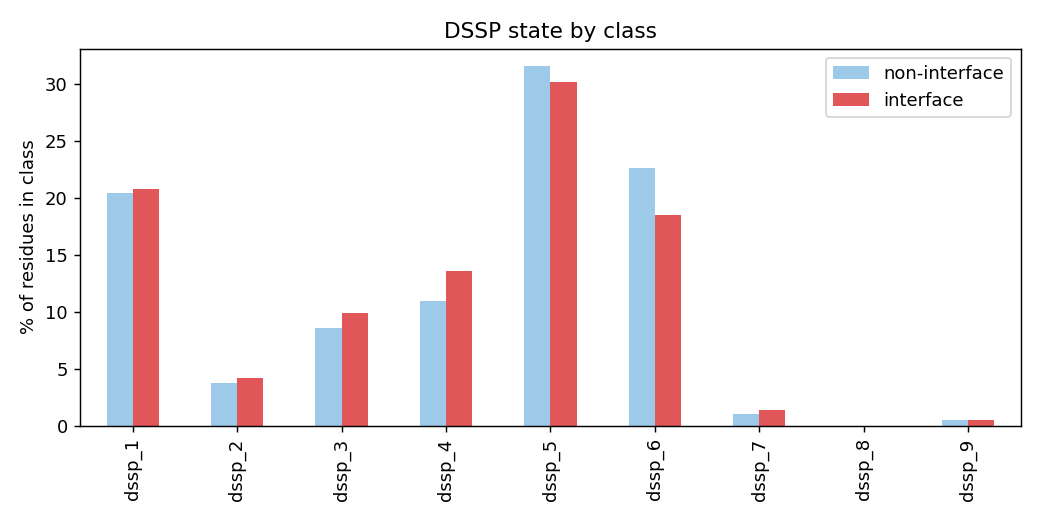 DSSP state by class
% of residues in class
30
25
20
15
10
5
0
non-interface
interface
dssp_1
dssp_2
dssp_3
dssp_4
dssp_5
dssp_6
dssp_7
dssp_8
dssp_9